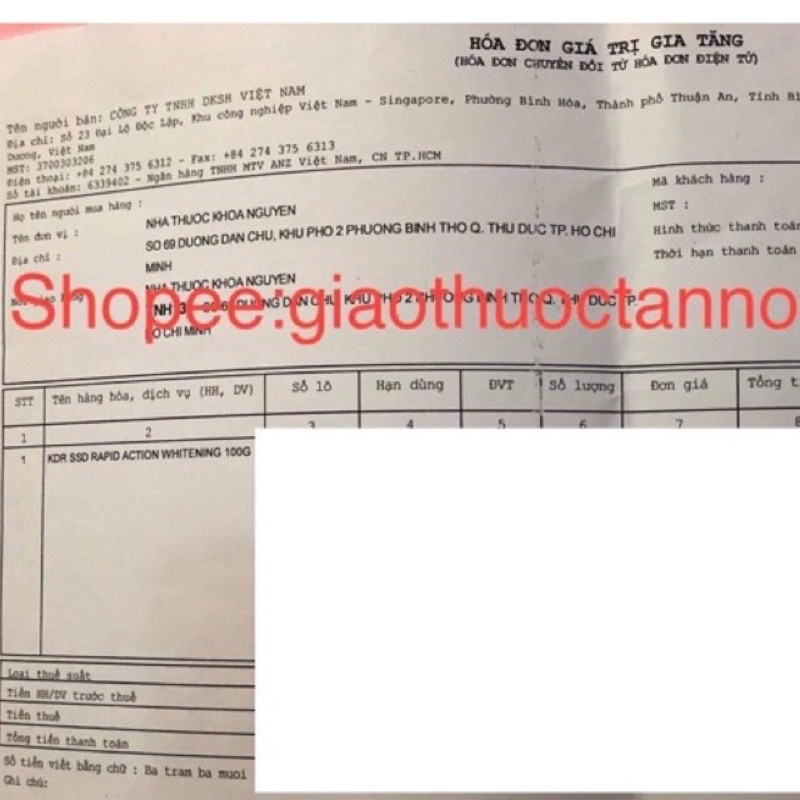 HÓA ĐƠN GIÁ TRỊ GIA TĂNG
(HÓA ĐƠN CHUYỂN ĐỔI TỪ HÓA ĐƠN ĐIỆN TỬ)
Tên người bán: CÔNG TY TNHH DKSH VIỆT NAM
Địa chỉ: Số 23 Đại Lộ Độc Lập, Khu công nghiệp Việt Nam - Singapore, Phường Bình Hòa, Thành phố Thuận An, Tỉnh Bì
Dương, Việt Nam
MST: 3700303206
Điện thoại: +84 274 375 6312 - Fax: +84 274 375 6313
Số tài khoản: 6339402 - Ngân hàng TNHH MTV ANZ Việt Nam, CN TP.HCM
Họ tên người mua hàng :
Mã khách hàng :
Tên đơn vị : NHA THUOC KHOA NGUYEN
MST :
Địa chỉ : SO 69 DUONG DAN CHU, KHU PHO 2 PHUONG BINH THO Q. THU DUC TP. HO CHI
Hình thức thanh toán
MINH
Thời hạn thanh toán
NHA THUOC KHOA NGUYEN
Shopee:giaothuoctanno
DUONG DAN CHU, KHU
DUC TP.
O CHI MINH
STT Tên hàng hóa, dịch vụ (HH, DV) Số lô Hạn dùng ĐVT Số lượng Đơn giá Tổng t
1 2 3 4 5 6 7 8
1 KDR SSD RAPID ACTION WHITENING 100G
Loại thuế suất
Tiền HH/DV trước thuế
Tiền thuế
Tổng tiền thanh toán
Số tiền viết bằng chữ : Ba tram ba muoi
Ghi chú: